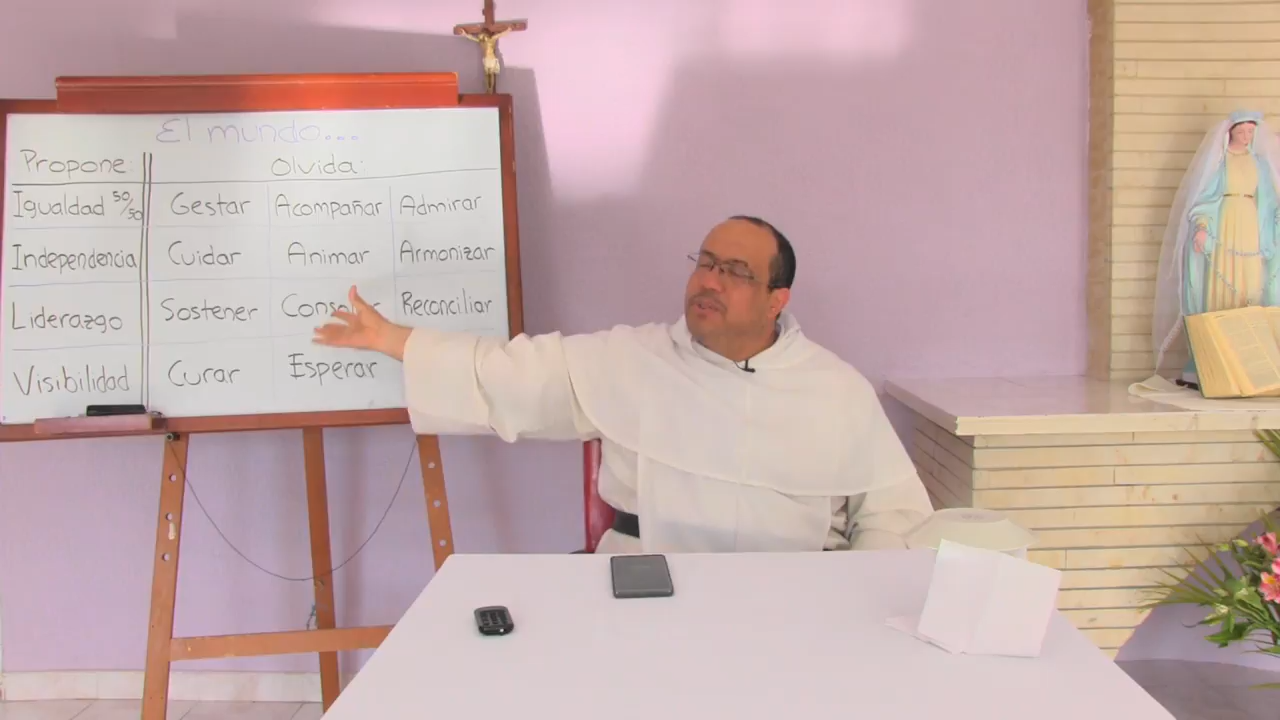 El mundo...
Propone: Olvida:
Igualdad 50/50 Gestar Acompañar Admirar
Independencia Cuidar Animar Armonizar
Liderazgo Sostener Reconciliar
Visibilidad Curar Esperar